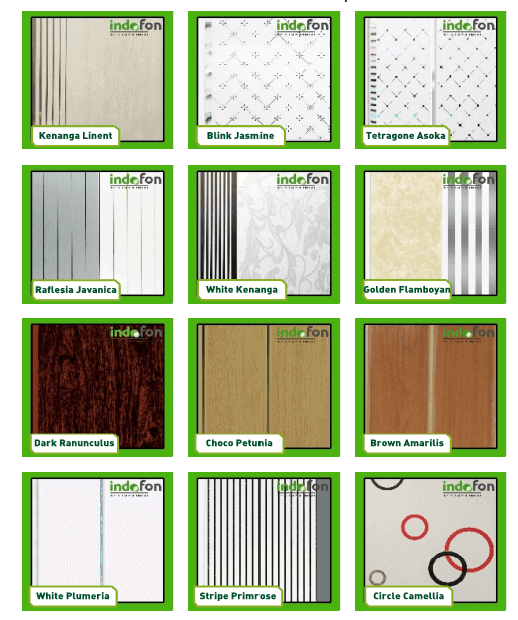 indofon
Kenanga Linent
indofon
Blink Jasmine
indofon
Tetragone Asoka
indofon
Raflesia Javanica
indofon
White Kenanga
indofon
Golden Flamboyan
indofon
Dark Ranunculus
indofon
Choco Petunia
indofon
Brown Amarilis
indofon
White Plumeria
indofon
Stripe Primrose
indofon
Circle Camellia